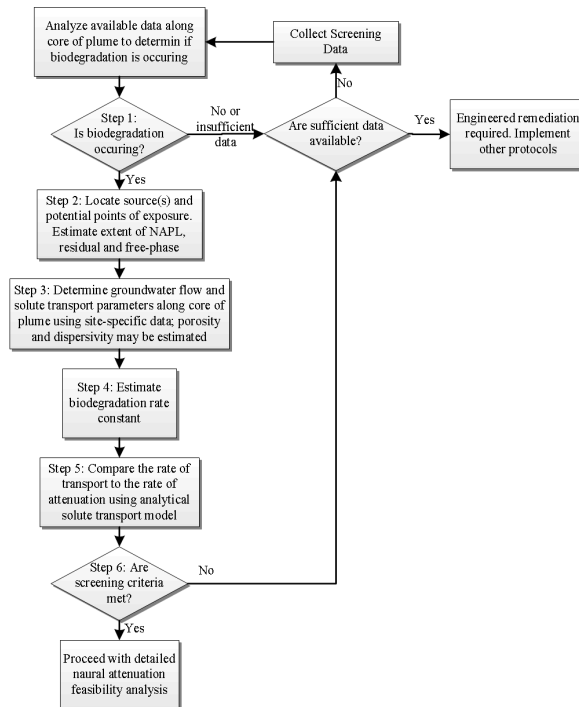 Analyze available data along
core of plume to determin if
biodegradation is occuring
Collect Screening
Data
No
Step 1:
Is biodegradation
occuring?
No or
insufficient
data
Are sufficient data
available?
Yes
Engineered remediation
required. Implement
other protocols
Yes
Step 2: Locate source(s) and
potential points of exposure.
Estimate extent of NAPL,
residual and free-phase
Step 3: Determine groundwater flow and
solute transport parameters along core of
plume using site-specific data; porosity
and dispersivity may be estimated
Step 4: Estimate
biodegradation rate
constant
Step 5: Compare the rate of
transport to the rate of
attenuation using analytical
solute transport model
Step 6: Are
screening criteria
met?
No
Yes
Proceed with detailed
naural attenuation
feasibility analysis